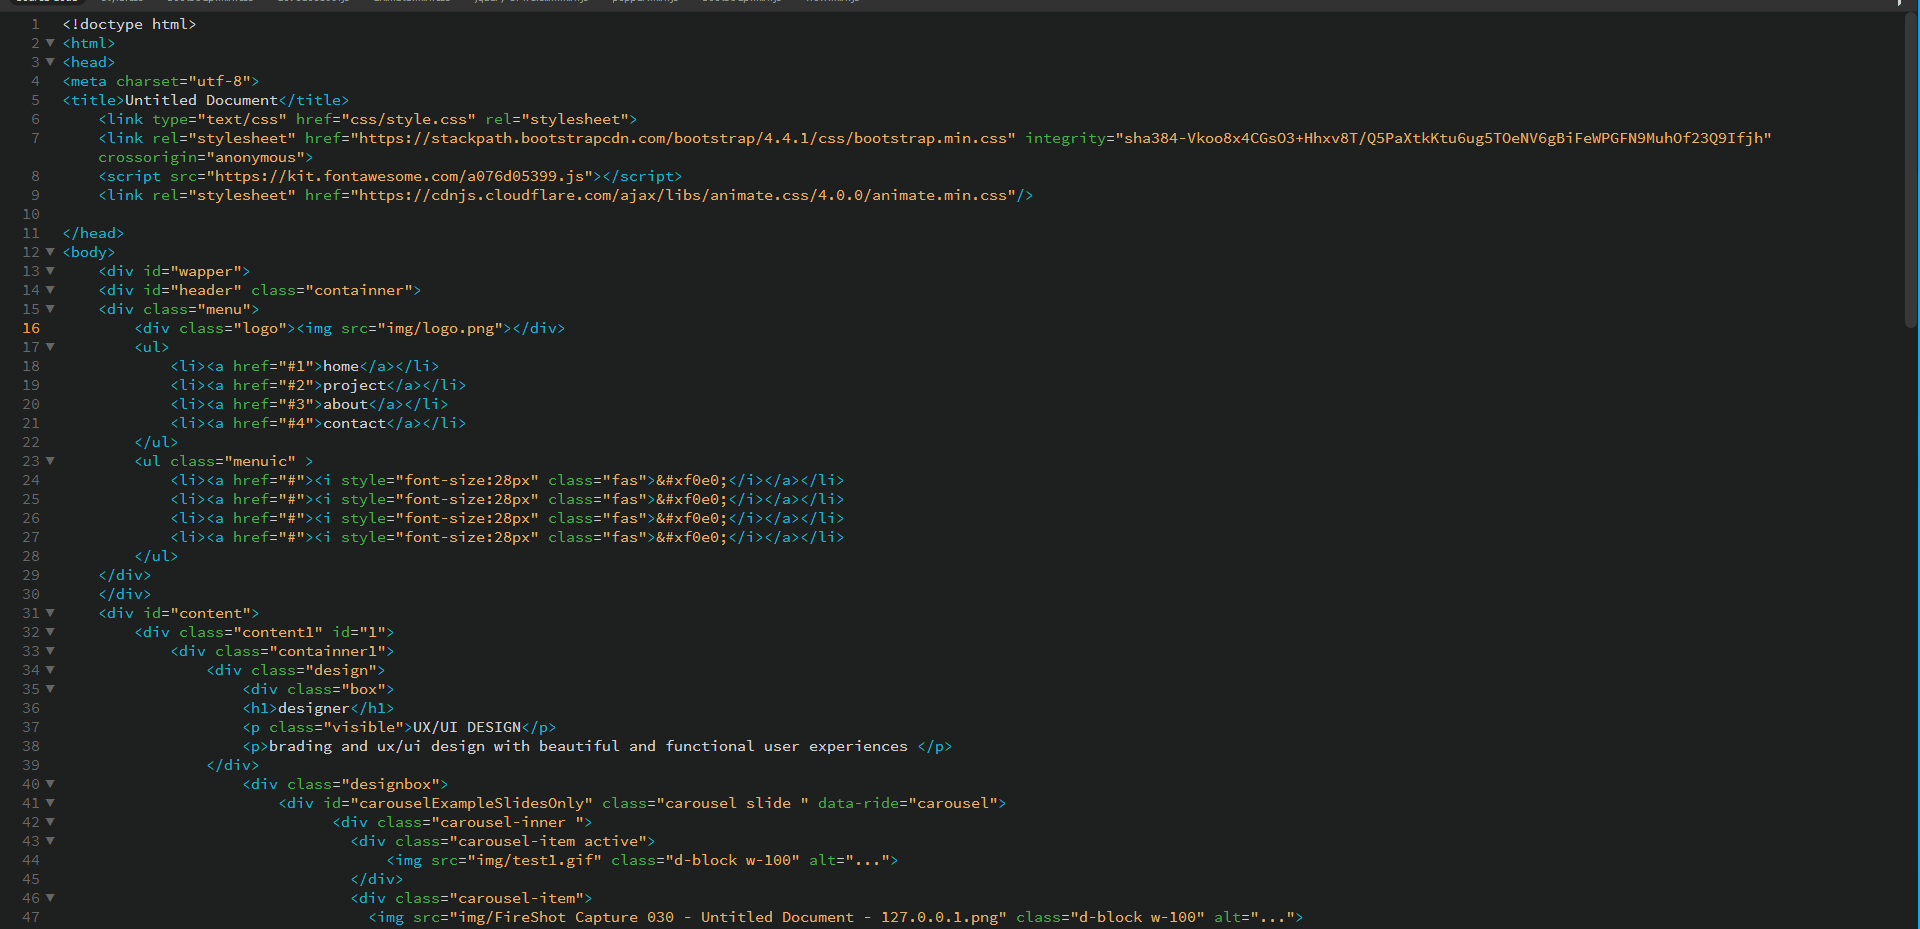 1 <!doctype html>
2 <html>
3 <head>
4 <meta charset="utf-8">
5 <title>Untitled Document</title>
6 <link type="text/css" href="css/style.css" rel="stylesheet">
7 <link rel="stylesheet" href="https://stackpath.bootstrapcdn.com/bootstrap/4.4.1/css/bootstrap.min.css" integrity="sha384-Vkoo8x4CGsO3+Hhxv8T/Q5PaXtkKtu6ug5TOeNV6gBiFeWPGFN9MuhOf23Q9Ifjh"
crossorigin="anonymous">
8 <script src="https://kit.fontawesome.com/a076d05399.js"></script>
9 <link rel="stylesheet" href="https://cdnjs.cloudflare.com/ajax/libs/animate.css/4.0.0/animate.min.css"/>
10
11 </head>
12 <body>
13 <div id="wapper">
14 <div id="header" class="containner">
15 <div class="menu">
16 <div class="logo"><img src="img/logo.png"></div>
17 <ul>
18 <li><a href="#1">home</a></li>
19 <li><a href="#2">project</a></li>
20 <li><a href="#3">about</a></li>
21 <li><a href="#4">contact</a></li>
22 </ul>
23 <ul class="menuic" >
24 <li><a href="#"><i style="font-size:28px" class="fas">&#xf0e0;</i></a></li>
25 <li><a href="#"><i style="font-size:28px" class="fas">&#xf0e0;</i></a></li>
26 <li><a href="#"><i style="font-size:28px" class="fas">&#xf0e0;</i></a></li>
27 <li><a href="#"><i style="font-size:28px" class="fas">&#xf0e0;</i></a></li>
28 </ul>
29 </div>
30 </div>
31 <div id="content">
32 <div class="content1" id="1">
33 <div class="containner1">
34 <div class="design">
35 <div class="box">
36 <h1>designer</h1>
37 <p class="visible">UX/UI DESIGN</p>
38 <p>brading and ux/ui design with beautiful and functional user experiences </p>
39 </div>
40 <div class="designbox">
41 <div id="carouselExampleSlidesOnly" class="carousel slide " data-ride="carousel">
42 <div class="carousel-inner ">
43 <div class="carousel-item active">
44 <img src="img/test1.gif" class="d-block w-100" alt="...">
45 </div>
46 <div class="carousel-item">
47 <img src="img/FireShot Capture 030 - Untitled Document - 127.0.0.1.png" class="d-block w-100" alt="...">